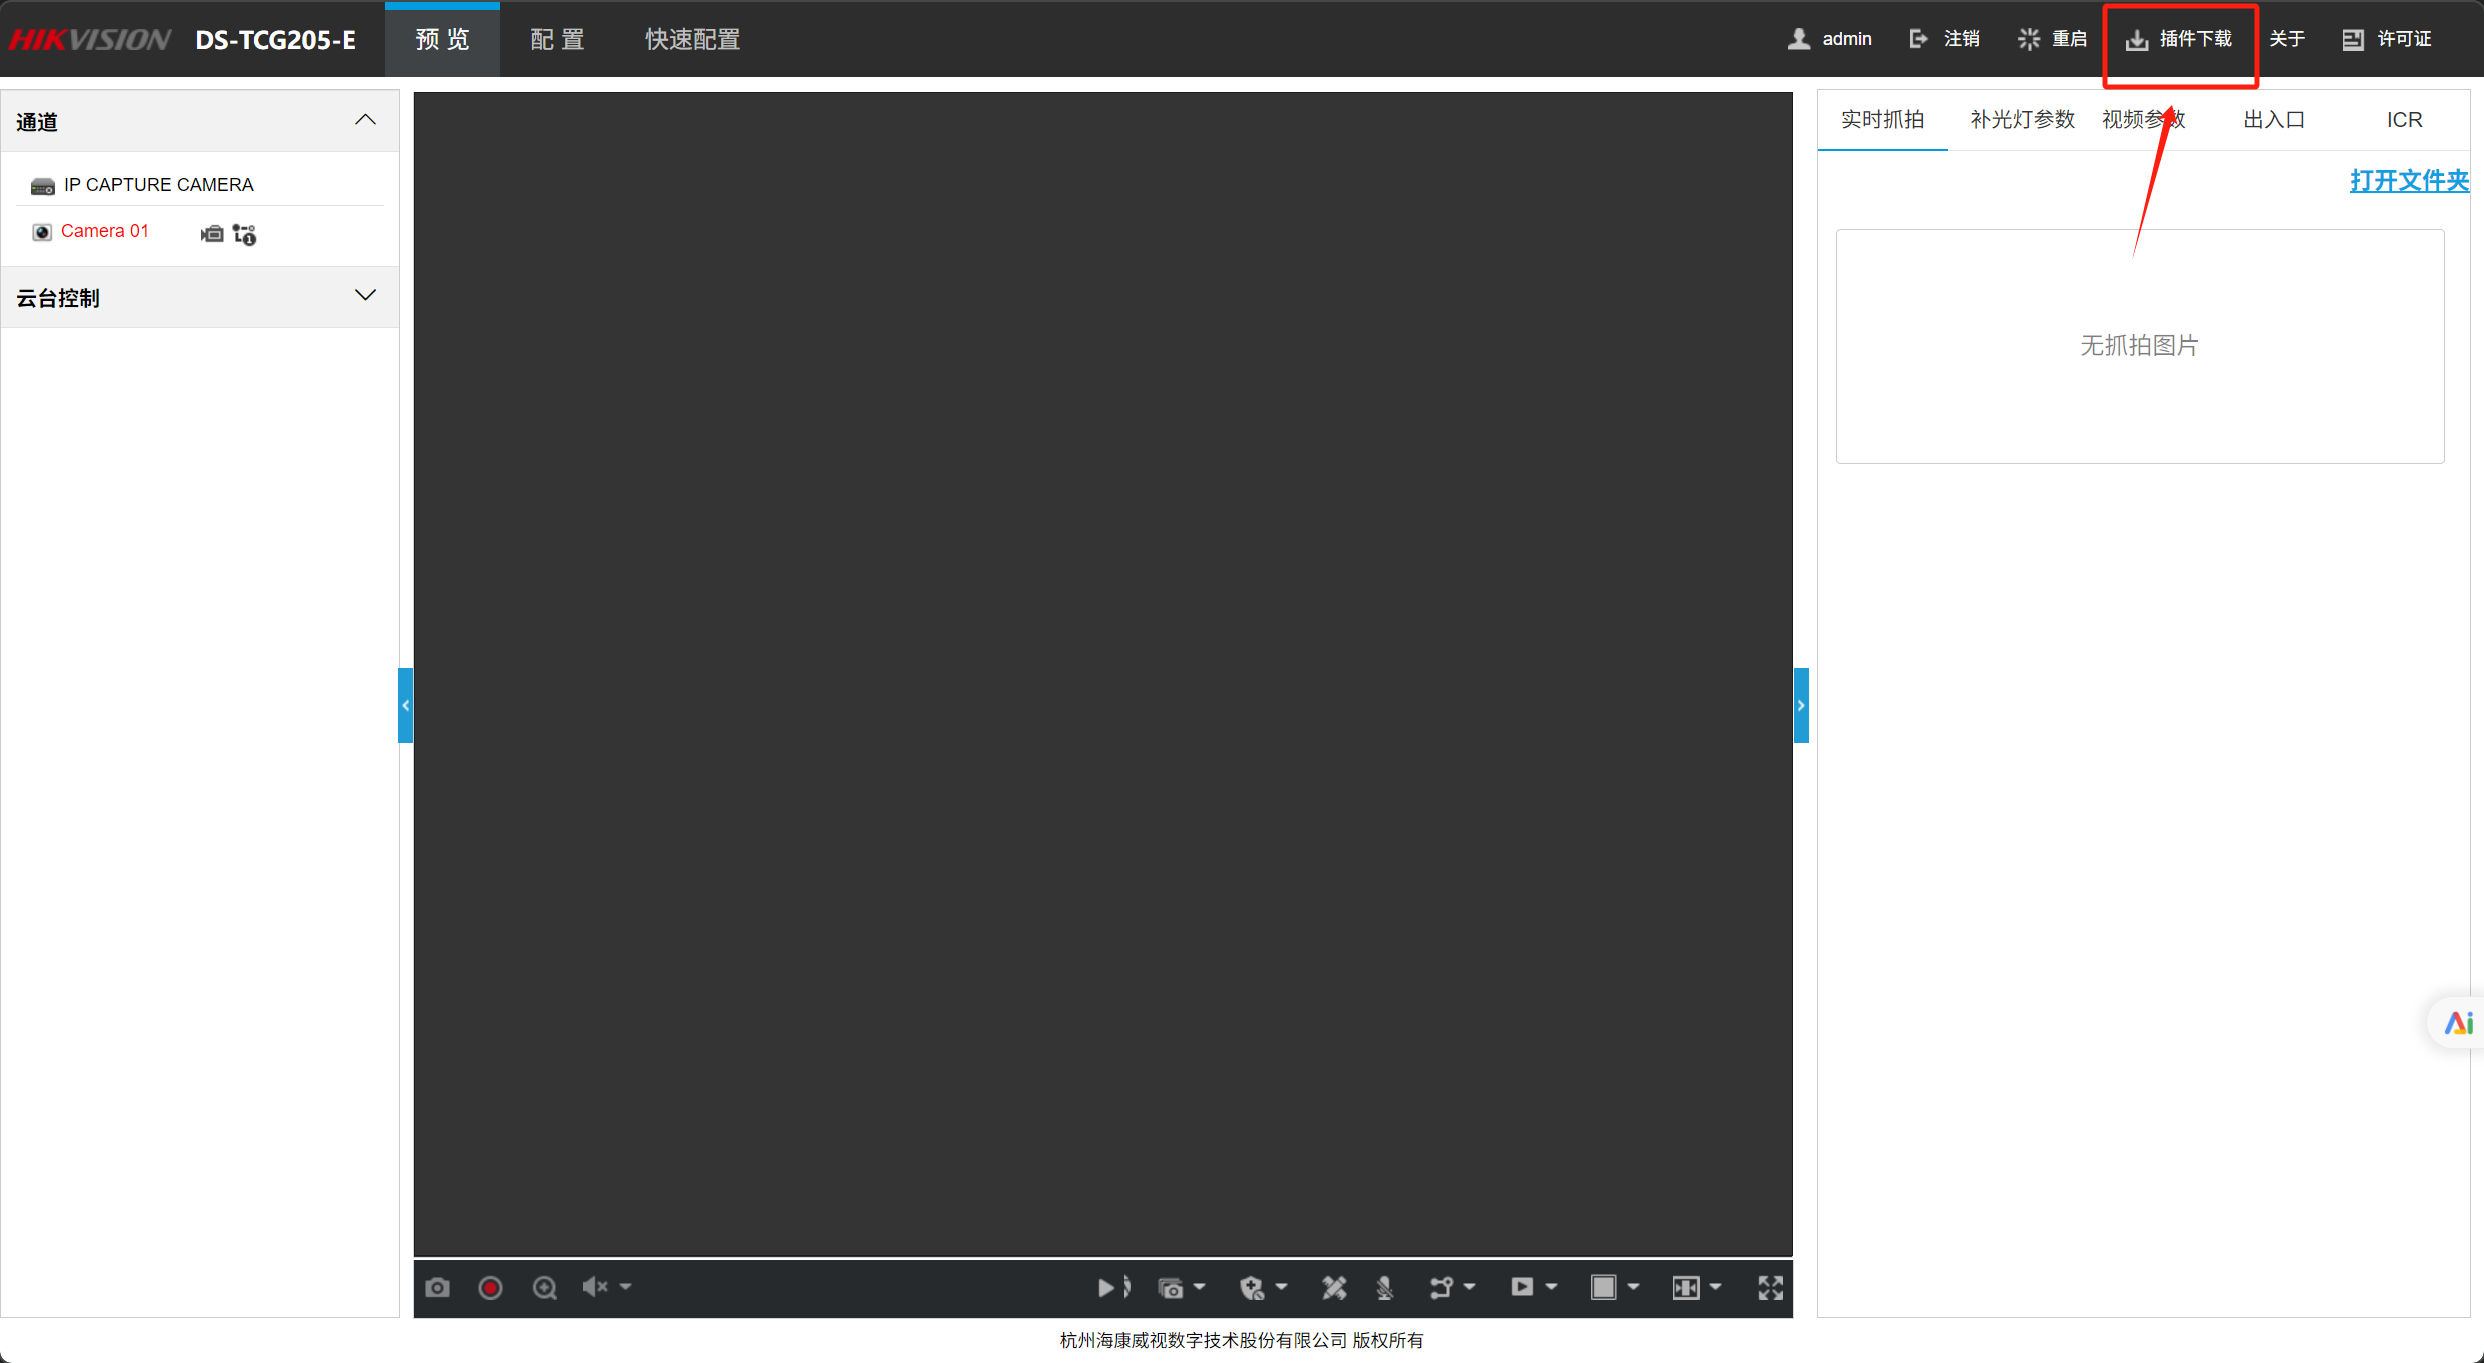 HIKVISION DS-TCG205-E 预 览 配 置 快速配置 admin 注销 重启 插件下载 关于 许可证
通道
IP CAPTURE CAMERA
Camera 01
云台控制
实时抓拍 补光灯参数 视频参数 出入口 ICR
打开文件夹
无抓拍图片
Ai
杭州海康威视数字技术股份有限公司 版权所有